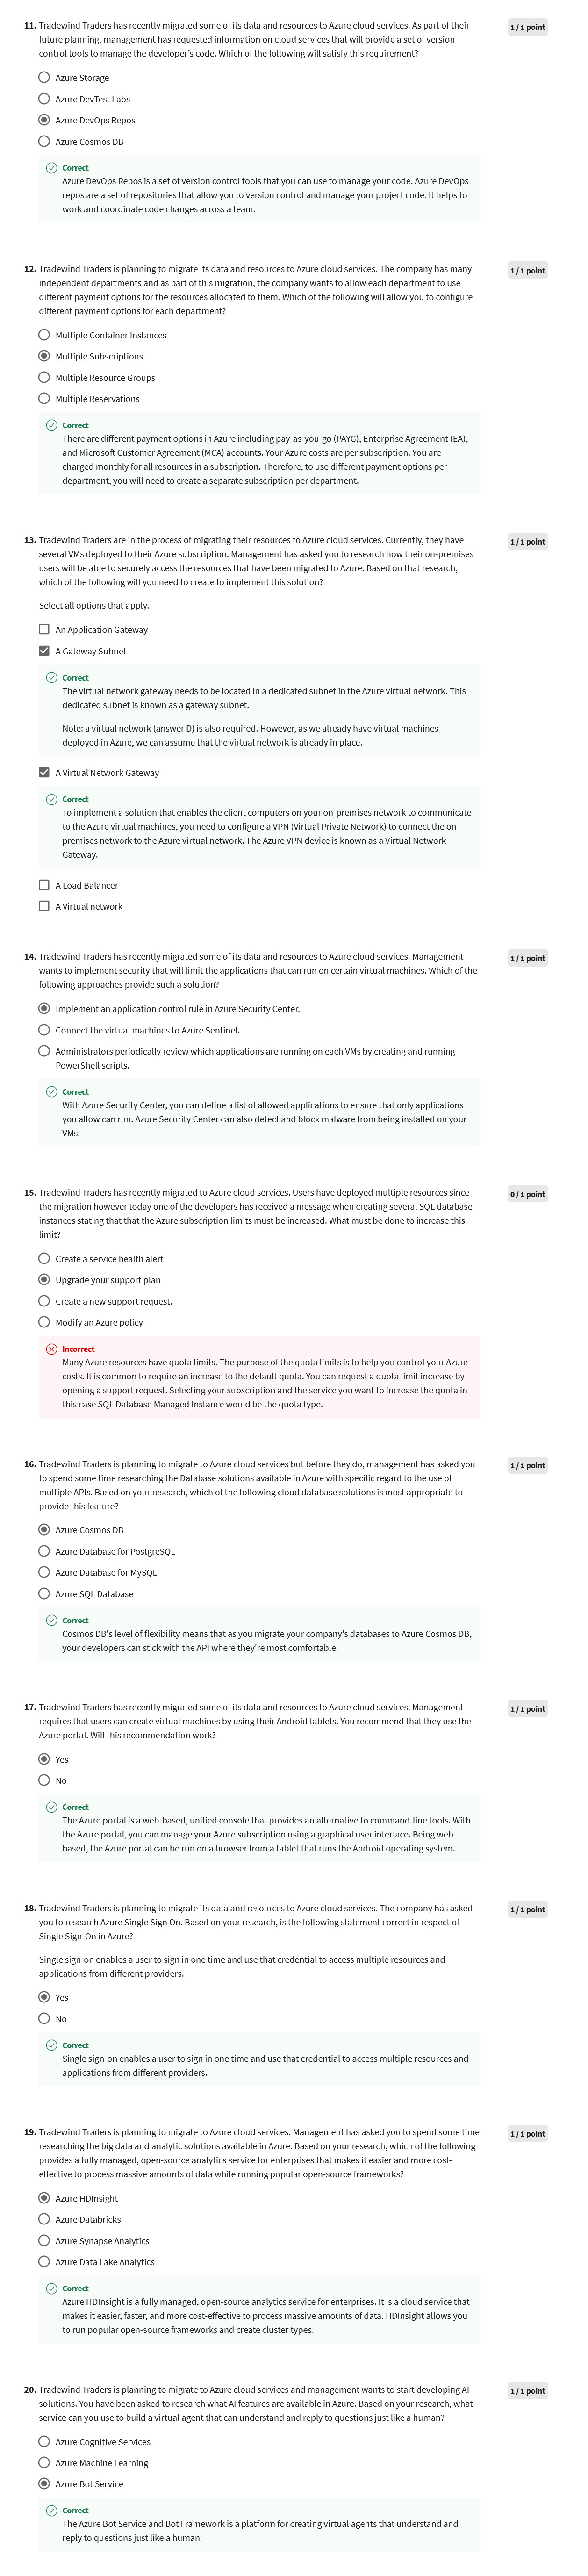 11. Tradewind Traders has recently migrated some of its data and resources to Azure cloud services. As part of their
1 / 1 point
future planning, management has requested information on cloud services that will provide a set of version
control tools to manage the developer's code. Which of the following will satisfy this requirement?
Azure Storage
Azure DevTest Labs
Azure DevOps Repos
Azure Cosmos DB
Correct
Azure DevOps Repos is a set of version control tools that you can use to manage your code. Azure DevOps
repos are a set of repositories that allow you to version control and manage your project code. It helps to
work and coordinate code changes across a team.
12. Tradewind Traders is planning to migrate its data and resources to Azure cloud services. The company has many
1 / 1 point
independent departments and as part of this migration, the company wants to allow each department to use
different payment options for the resources allocated to them. Which of the following will allow you to configure
different payment options for each department?
Multiple Container Instances
Multiple Subscriptions
Multiple Resource Groups
Multiple Reservations
Correct
There are different payment options in Azure including pay-as-you-go (PAYG), Enterprise Agreement (EA),
and Microsoft Customer Agreement (MCA) accounts. Your Azure costs are per subscription. You are
charged monthly for all resources in a subscription. Therefore, to use different payment options per
department, you will need to create a separate subscription per department.
13. Tradewind Traders are in the process of migrating their resources to Azure cloud services. Currently, they have
1 / 1 point
several VMs deployed to their Azure subscription. Management has asked you to research how their on-premises
users will be able to securely access the resources that have been migrated to Azure. Based on that research,
which of the following will you need to create to implement this solution?
Select all options that apply.
An Application Gateway
A Gateway Subnet
Correct
The virtual network gateway needs to be located in a dedicated subnet in the Azure virtual network. This
dedicated subnet is known as a gateway subnet.
Note: a virtual network (answer D) is also required. However, as we already have virtual machines
deployed in Azure, we can assume that the virtual network is already in place.
A Virtual Network Gateway
Correct
To implement a solution that enables the client computers on your on-premises network to communicate
to the Azure virtual machines, you need to configure a VPN (Virtual Private Network) to connect the on-
premises network to the Azure virtual network. The Azure VPN device is known as a Virtual Network
Gateway.
A Load Balancer
A Virtual network
14. Tradewind Traders has recently migrated some of its data and resources to Azure cloud services. Management
1 / 1 point
wants to implement security that will limit the applications that can run on certain virtual machines. Which of the
following approaches provide such a solution?
Implement an application control rule in Azure Security Center.
Connect the virtual machines to Azure Sentinel.
Administrators periodically review which applications are running on each VMs by creating and running
PowerShell scripts.
Correct
With Azure Security Center, you can define a list of allowed applications to ensure that only applications
you allow can run. Azure Security Center can also detect and block malware from being installed on your
VMs.
15. Tradewind Traders has recently migrated to Azure cloud services. Users have deployed multiple resources since
0 / 1 point
the migration however today one of the developers has received a message when creating several SQL database
instances stating that that the Azure subscription limits must be increased. What must be done to increase this
limit?
Create a service health alert
Upgrade your support plan
Create a new support request.
Modify an Azure policy
Incorrect
Many Azure resources have quota limits. The purpose of the quota limits is to help you control your Azure
costs. It is common to require an increase to the default quota. You can request a quota limit increase by
opening a support request. Selecting your subscription and the service you want to increase the quota in
this case SQL Database Managed Instance would be the quota type.
16. Tradewind Traders is planning to migrate to Azure cloud services but before they do, management has asked you
1 / 1 point
to spend some time researching the Database solutions available in Azure with specific regard to the use of
multiple APIs. Based on your research, which of the following cloud database solutions is most appropriate to
provide this feature?
Azure Cosmos DB
Azure Database for PostgreSQL
Azure Database for MySQL
Azure SQL Database
Correct
Cosmos DB's level of flexibility means that as you migrate your company's databases to Azure Cosmos DB,
your developers can stick with the API where they're most comfortable.
17. Tradewind Traders has recently migrated some of its data and resources to Azure cloud services. Management
1 / 1 point
requires that users can create virtual machines by using their Android tablets. You recommend that they use the
Azure portal. Will this recommendation work?
Yes
No
Correct
The Azure portal is a web-based, unified console that provides an alternative to command-line tools. With
the Azure portal, you can manage your Azure subscription using a graphical user interface. Being web-
based, the Azure portal can be run on a browser from a tablet that runs the Android operating system.
18. Tradewind Traders is planning to migrate its data and resources to Azure cloud services. The company has asked
1 / 1 point
you to research Azure Single Sign On. Based on your research, is the following statement correct in respect of
Single Sign-On in Azure?
Single sign-on enables a user to sign in one time and use that credential to access multiple resources and
applications from different providers.
Yes
No
Correct
Single sign-on enables a user to sign in one time and use that credential to access multiple resources and
applications from different providers.
19. Tradewind Traders is planning to migrate to Azure cloud services. Management has asked you to spend some time
1 / 1 point
researching the big data and analytic solutions available in Azure. Based on your research, which of the following
provides a fully managed, open-source analytics service for enterprises that makes it easier and more cost-
effective to process massive amounts of data while running popular open-source frameworks?
Azure HDInsight
Azure Databricks
Azure Synapse Analytics
Azure Data Lake Analytics
Correct
Azure HDInsight is a fully managed, open-source analytics service for enterprises. It is a cloud service that
makes it easier, faster, and more cost-effective to process massive amounts of data. HDInsight allows you
to run popular open-source frameworks and create cluster types.
20. Tradewind Traders is planning to migrate to Azure cloud services and management wants to start developing AI
1 / 1 point
solutions. You have been asked to research what AI features are available in Azure. Based on your research, what
service can you use to build a virtual agent that can understand and reply to questions just like a human?
Azure Cognitive Services
Azure Machine Learning
Azure Bot Service
Correct
The Azure Bot Service and Bot Framework is a platform for creating virtual agents that understand and
reply to questions just like a human.